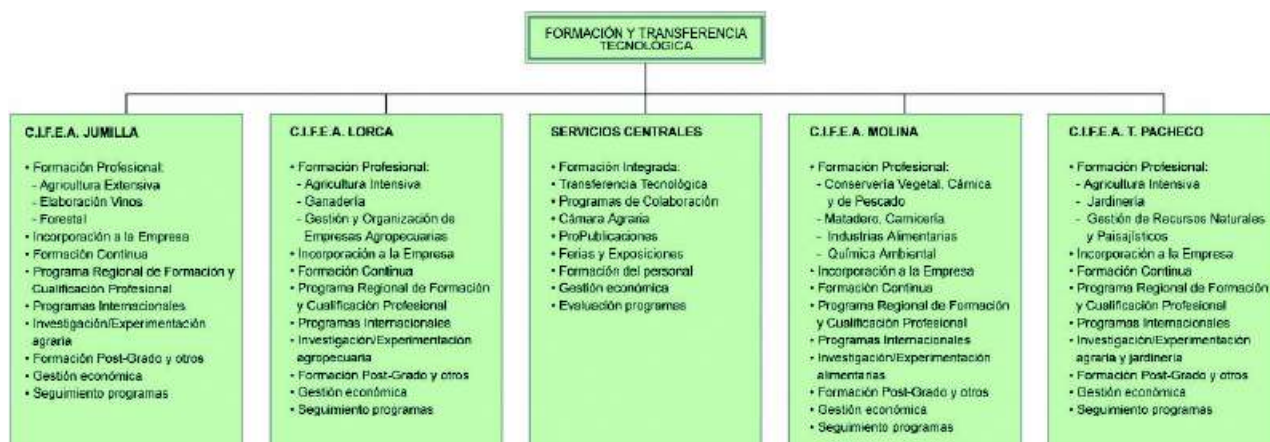 FORMACIÓN Y TRANSFERENCIA
TECNOLÓGICA
C.I.F.E.A. JUMILLA
• Formación Profesional:
- Agricultura Extensiva
- Elaboración Vinos
- Forestal
• Incorporación a la Empresa
• Formación Continua
• Programa Regional de Formación y
Cualificación Profesional
• Programas Internacionales
• Investigación/Experimentación
agraria
• Formación Post-Grado y otros
• Gestión económica
• Seguimiento programas
C.I.F.E.A. LORCA
• Formación Profesional:
- Agricultura Intensiva
- Ganadería
- Gestión y Organización de
Empresas Agropecuarias
• Incorporación a la Empresa
• Formación Continua
• Programa Regional de Formación
y Cualificación Profesional
• Programas Internacionales
• Investigación/Experimentación
agropecuaria
• Formación Post-Grado y otros
• Gestión económica
• Seguimiento programas
SERVICIOS CENTRALES
• Formación Integrada:
• Transferencia Tecnológica
• Programas de Colaboración
• Cámara Agraria
• ProPublicaciones
• Ferias y Exposiciones
• Formación del personal
• Gestión económica
• Evaluación programas
C.I.F.E.A. MOLINA
• Formación Profesional:
- Conservería Vegetal, Cárnica
y de Pescado
- Matadero, Carnicería
- Industrias Alimentarias
- Química Ambiental
• Incorporación a la Empresa
• Formación Continua
• Programa Regional de Formación
y Cualificación Profesional
• Programas Internacionales
• Investigación/Experimentación
alimentarias
• Formación Post-Grado y otros
• Gestión económica
• Seguimiento programas
C.I.F.E.A. T. PACHECO
• Formación Profesional:
- Agricultura Intensiva
- Jardinería
- Gestión de Recursos Naturales
y Paisajísticos
• Incorporación a la Empresa
• Formación Continua
• Programa Regional de Formación
y Cualificación Profesional
• Programas Internacionales
• Investigación/Experimentación
agraria y jardinería
• Formación Post-Grado y otros
• Gestión económica
• Seguimiento programas